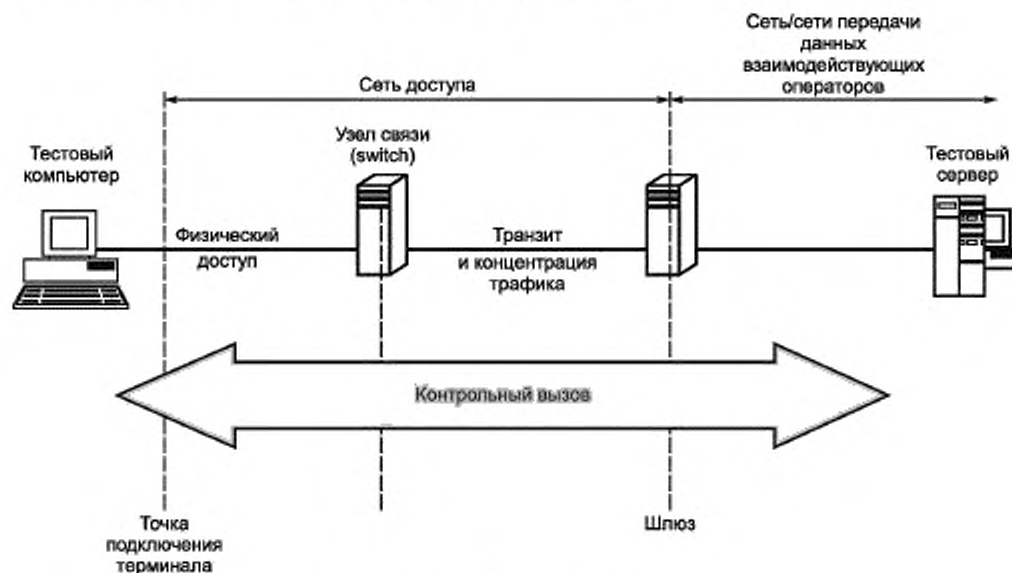 Сеть/сети передачи
данных
взаимодействующих
операторов
Сеть доступа
Узел связи
(switch)
Тестовый
компьютер
Тестовый
сервер
Физический
доступ
Транзит
и концентрация
трафика
Контрольный вызов
Точка
подключения
терминала
Шлюз